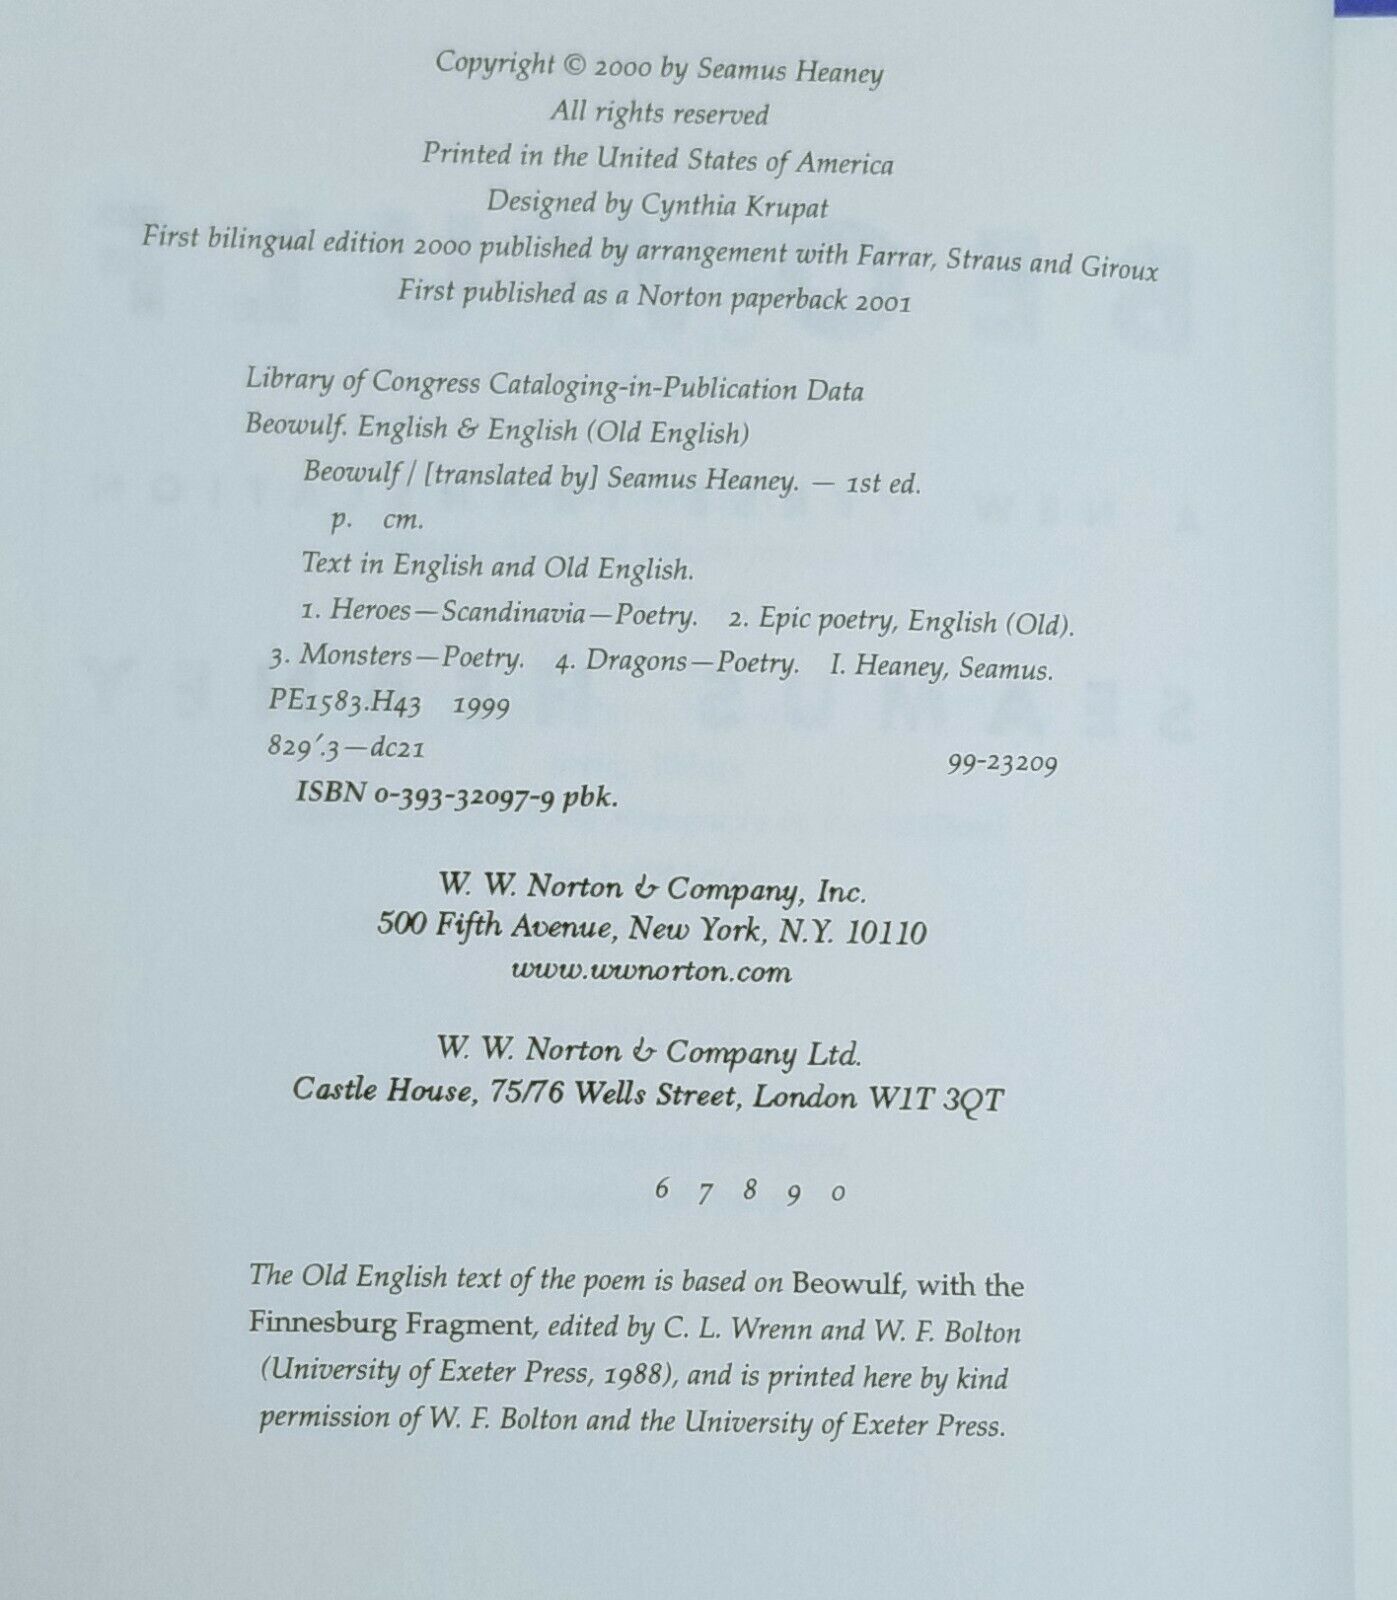 Copyright © 2000 by Seamus Heaney
All rights reserved
Printed in the United States of America
Designed by Cynthia Krupat
First bilingual edition 2000 published by arrangement with Farrar, Straus and Giroux
First published as a Norton paperback 2001
Library of Congress Cataloging-in-Publication Data
Beowulf. English & English (Old English)
Beowulf / [translated by] Seamus Heaney. — 1st ed.
p. cm.
Text in English and Old English.
1. Heroes—Scandinavia—Poetry. 2. Epic poetry, English (Old).
3. Monsters—Poetry. 4. Dragons—Poetry. I. Heaney, Seamus.
PE1583.H43 1999
829′.3—dc21 99-23209
ISBN 0-393-32097-9 pbk.
W. W. Norton & Company, Inc.
500 Fifth Avenue, New York, N.Y. 10110
www.wwnorton.com
W. W. Norton & Company Ltd.
Castle House, 75/76 Wells Street, London W1T 3QT
6 7 8 9 0
The Old English text of the poem is based on Beowulf, with the
Finnesburg Fragment, edited by C. L. Wrenn and W. F. Bolton
(University of Exeter Press, 1988), and is printed here by kind
permission of W. F. Bolton and the University of Exeter Press.